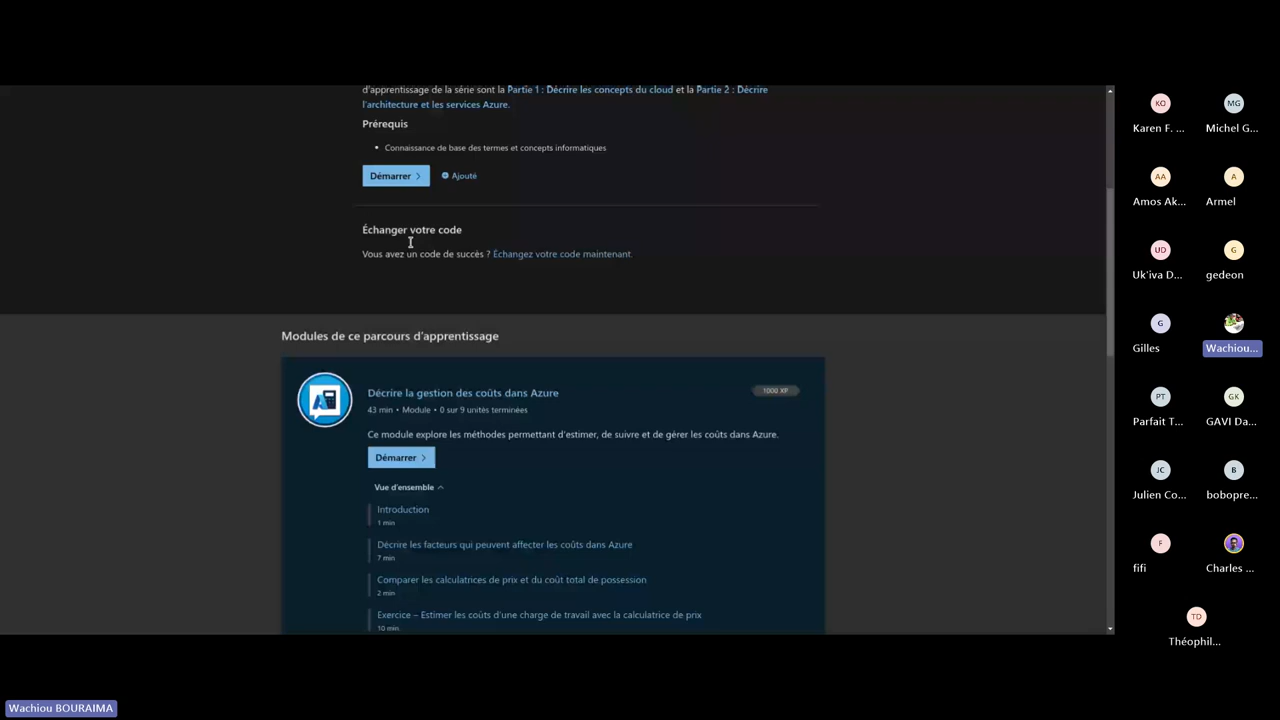 d'apprentissage de la série sont la Partie 1 : Décrire les concepts du cloud et la Partie 2 : Décrire
l'architecture et les services Azure.
Prérequis
• Connaissance de base des termes et concepts informatiques
Démarrer
Ajouté
Échanger votre code
Vous avez un code de succès ? Échangez votre code maintenant.
Modules de ce parcours d'apprentissage
Décrire la gestion des coûts dans Azure
1000 XP
43 min • Module • 0 sur 9 unités terminées
Ce module explore les méthodes permettant d'estimer, de suivre et de gérer les coûts dans Azure.
Démarrer
Vue d'ensemble
Introduction
1 min
Décrire les facteurs qui peuvent affecter les coûts dans Azure
7 min
Comparer les calculatrices de prix et du coût total de possession
2 min
Exercice – Estimer les coûts d'une charge de travail avec la calculatrice de prix
10 min
KO
MG
Karen F. ...
Michel G...
AA
A
Amos Ak...
Armel
UD
G
Uk'iva D...
gedeon
G
Gilles
Wachiou...
PT
GK
Parfait T...
GAVI Da...
JC
B
Julien Co...
bobopre...
F
fifi
Charles ...
TD
Théophil...
Wachiou BOURAIMA